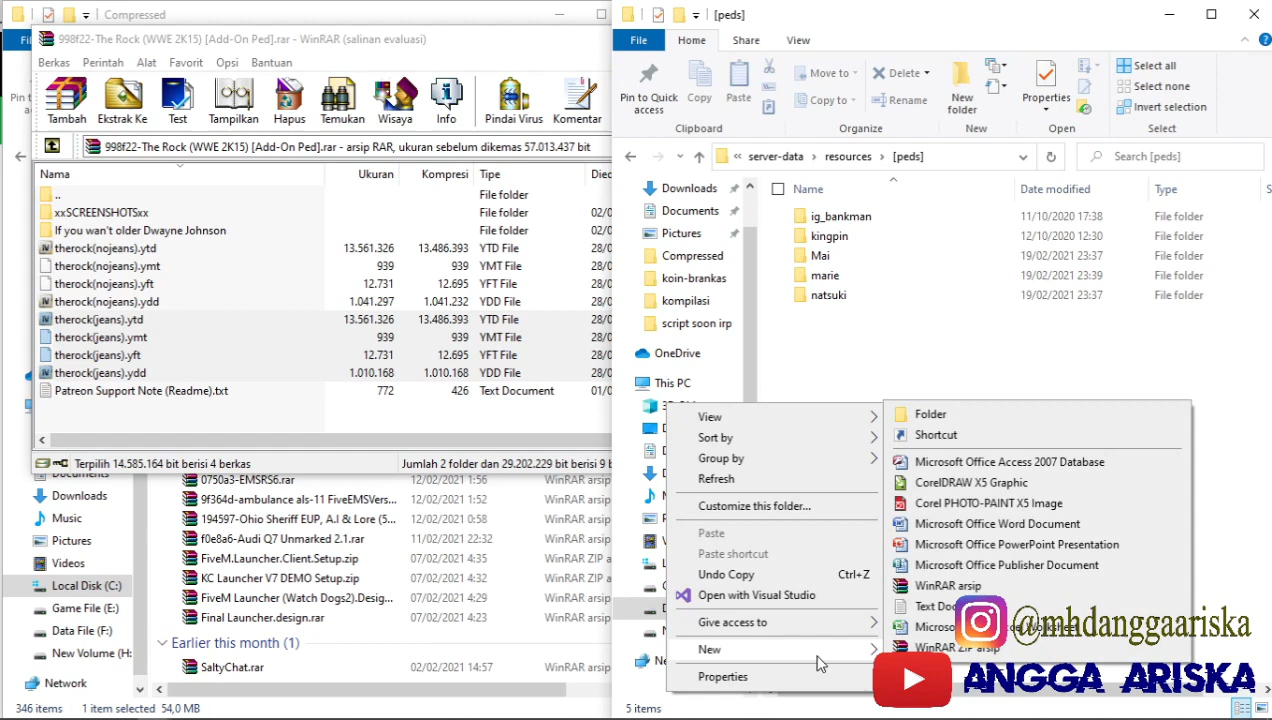 Compressed
998f22-The Rock (WWE 2K15) [Add-On Ped].rar - WinRAR (salinan evaluasi)
Berkas Perintah Alat Favorit Opsi Bantuan
Tambah Ekstrak Ke Test Tampilkan Hapus Temukan Wisaya Info Pindai Virus Komentar
998f22-The Rock (WWE 2K15) [Add-On Ped].rar - arsip RAR, ukuran sebelum dikemas 57.013.437 bit
Nama Ukuran Kompresi Tipe
.. File folder
xxSCREENSHOTSxx File folder 02/0
If you wan't older Dwayne Johnson File folder 02/0
therock(nojeans).ytd 13.561.326 13.486.393 YTD File 28/0
therock(nojeans).ymt 939 939 YMT File 28/0
therock(nojeans).yft 12.731 12.695 YFT File 28/0
therock(nojeans).ydd 1.041.297 1.041.232 YDD File 28/0
therock(jeans).ytd 13.561.326 13.486.393 YTD File 28/0
therock(jeans).ymt 939 939 YMT File 28/0
therock(jeans).yft 12.731 12.695 YFT File 28/0
therock(jeans).ydd 1.010.168 1.010.168 YDD File 28/0
Patreon Support Note (Readme).txt 772 426 Text Document 01/0
Terpilih 14.585.164 bit berisi 4 berkas Jumlah 2 folder dan 29.202.229 bit berisi 9 b
Documents
Downloads
Music
Pictures
Videos
Local Disk (C:)
Game File (E:)
Data File (F:)
New Volume (H:
Network
0750a3-EMSRS6.rar 12/02/2021 1:56 WinRAR arsip
9f364d-ambulance als-11 FiveEMSVers... 12/02/2021 1:52 WinRAR arsip
194597-Ohio Sheriff EUP, A.I & Lore (5... 12/02/2021 0:58 WinRAR arsip
f0e8a6-Audi Q7 Unmarked 2.1.rar 11/02/2021 22:32 WinRAR arsip
FiveM.Launcher.Client.Setup.zip 07/02/2021 4:35 WinRAR ZIP arsip
KC Launcher V7 DEMO Setup.zip 07/02/2021 4:32 WinRAR ZIP arsip
FiveM Launcher (Watch Dogs2).Desig... 07/02/2021 4:29 WinRAR arsip
Final Launcher.design.rar 07/02/2021 4:15 WinRAR arsip
Earlier this month (1)
SaltyChat.rar 02/02/2021 14:57 WinRAR arsip
346 items 1 item selected 54,0 MB
[peds]
File Home Share View
Pin to Quick access
Copy
Paste
Clipboard
Move to
Copy to
Delete
Rename
Organize
New folder
New
Properties
Open
Select all
Select none
Invert selection
Select
server-data resources [peds]
Search [peds]
Downloads
Documents
Pictures
Compressed
koin-brankas
kompilasi
script soon irp
OneDrive
This PC
Name Date modified Type S
ig_bankman 11/10/2020 17:38 File folder
kingpin 12/10/2020 12:30 File folder
Mai 19/02/2021 23:37 File folder
marie 19/02/2021 23:39 File folder
natsuki 19/02/2021 23:37 File folder
View
Sort by
Group by
Refresh
Customize this folder...
Paste
Paste shortcut
Undo Copy Ctrl+Z
Open with Visual Studio
Give access to
New
Properties
Folder
Shortcut
Microsoft Office Access 2007 Database
CorelDRAW X5 Graphic
Corel PHOTO-PAINT X5 Image
Microsoft Office Word Document
Microsoft Office PowerPoint Presentation
Microsoft Office Publisher Document
WinRAR arsip
Text Doc
Microsoft
WinRAR ZIP arsip
@mhdanggaariska
ANGGA ARISKA
5 items